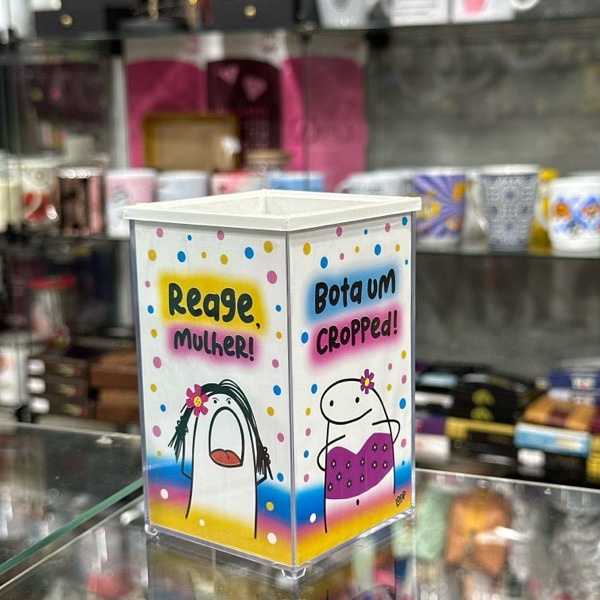 Reage,
Mulher!
Bota um
CROPPed!